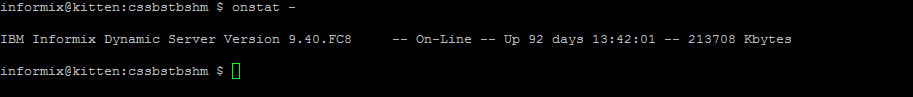 informix@kitten:cssbstbshm $ onstat -
IBM Informix Dynamic Server Version 9.40.FC8     -- On-Line -- Up 92 days 13:42:01 -- 213708 Kbytes
informix@kitten:cssbstbshm $